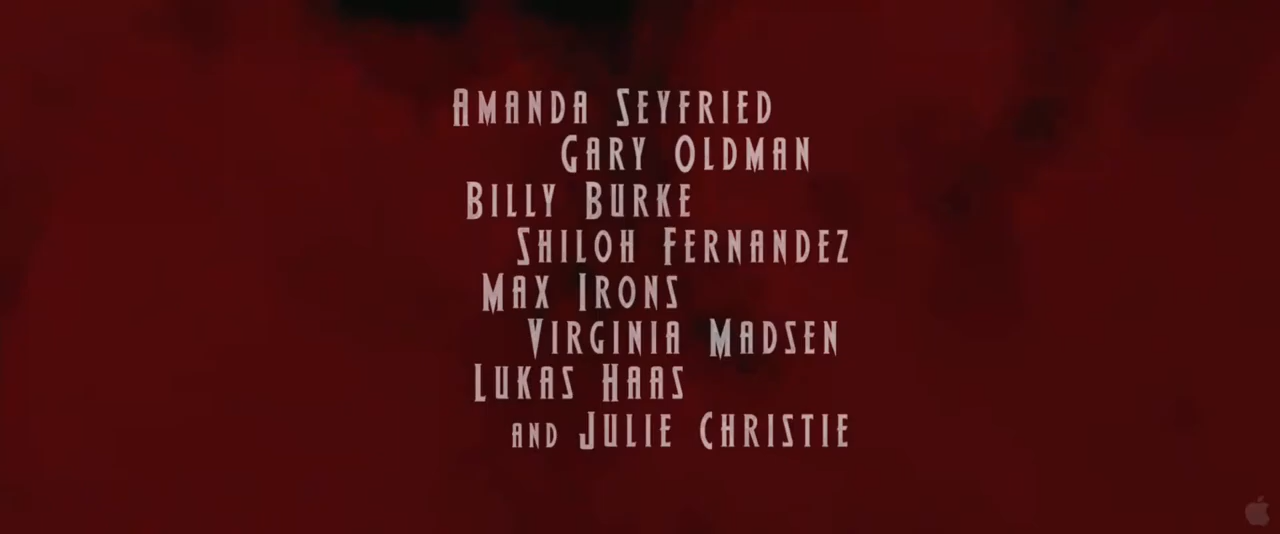 Amanda Seyfried
Gary Oldman
Billy Burke
Shiloh Fernandez
Max Irons
Virginia Madsen
Lukas Haas
and Julie Christie